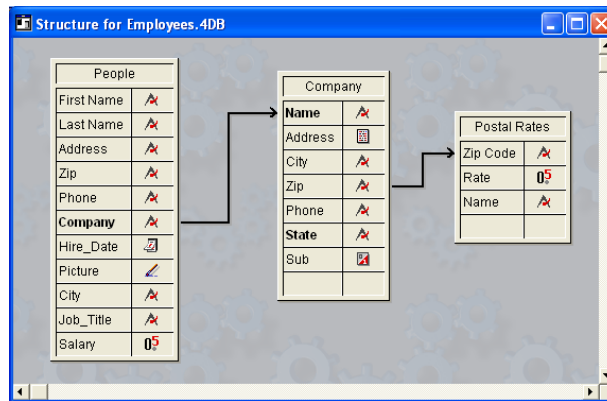 Structure for Employees.4DB
People
First Name
Last Name
Address
Zip
Phone
Company
Hire_Date
Picture
City
Job_Title
Salary
Company
Name
Address
City
Zip
Phone
State
Sub
Postal Rates
Zip Code
Rate
Name